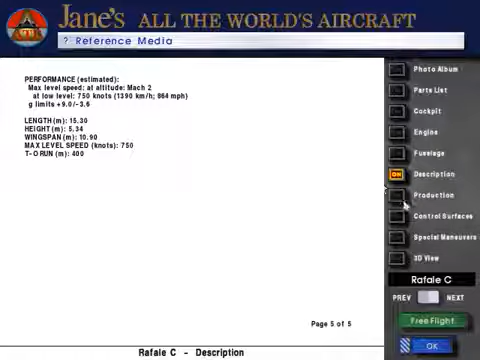 Jane's ALL THE WORLD'S AIRCRAFT
ATF
? Reference Media
PERFORMANCE (estimated):
Max level speed: at altitude: Mach 2
at low level: 750 knots (1390 km/h; 864 mph)
g limits +9.0/-3.6
LENGTH (m): 15.30
HEIGHT (m): 5.34
WINGSPAN (m): 10.90
MAX LEVEL SPEED (knots): 750
T-O RUN (m): 400
Page 5 of 5
Rafale C - Description
Photo Album
Parts List
Cockpit
Engine
Fuselage
ON Description
Production
Control Surfaces
Special Maneuvers
3D View
Rafale C
PREV NEXT
Free Flight
OK